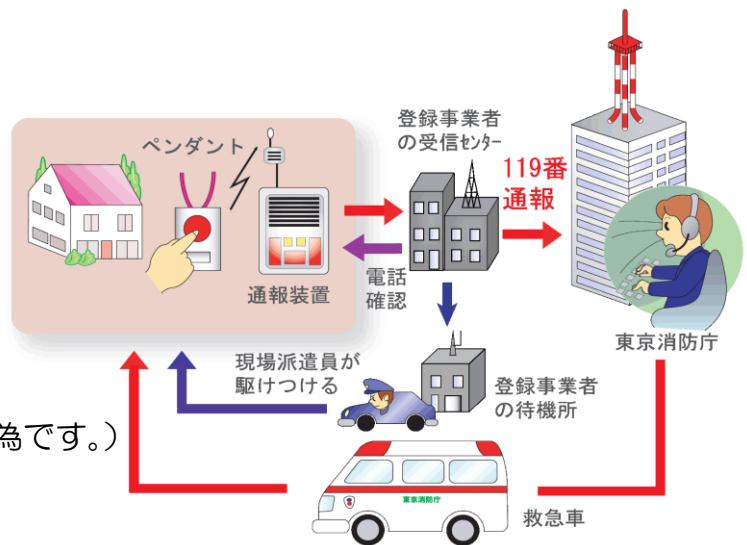 ペンダント
通報装置
登録事業者
の受信ｾﾝﾀｰ
119番
通報
電話
確認
東京消防庁
現場派遣員が
駆けつける
登録事業者
の待機所
為です。）
東京消防庁
救急車